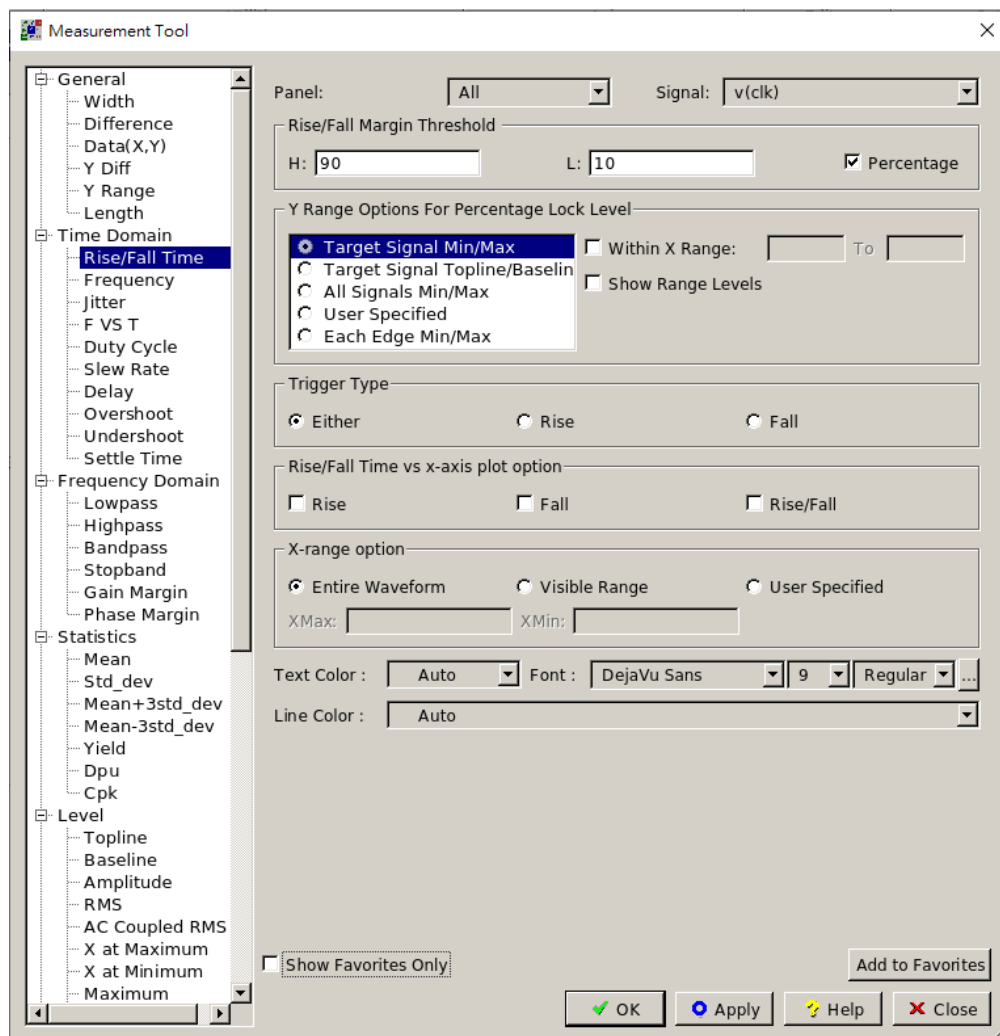 Measurement Tool
General
Width
Difference
Data(X,Y)
Y Diff
Y Range
Length
Time Domain
Rise/Fall Time
Frequency
Jitter
F VS T
Duty Cycle
Slew Rate
Delay
Overshoot
Undershoot
Settle Time
Frequency Domain
Lowpass
Highpass
Bandpass
Stopband
Gain Margin
Phase Margin
Statistics
Mean
Std_dev
Mean+3std_dev
Mean-3std_dev
Yield
Dpu
Cpk
Level
Topline
Baseline
Amplitude
RMS
AC Coupled RMS
X at Maximum
X at Minimum
Maximum
Panel: All Signal: v(clk)
Rise/Fall Margin Threshold
H: 90 L: 10 Percentage
Y Range Options For Percentage Lock Level
Target Signal Min/Max
Target Signal Topline/Baselin
All Signals Min/Max
User Specified
Each Edge Min/Max
Within X Range: To
Show Range Levels
Trigger Type
Either Rise Fall
Rise/Fall Time vs x-axis plot option
Rise Fall Rise/Fall
X-range option
Entire Waveform Visible Range User Specified
XMax: XMin:
Text Color : Auto Font : DejaVu Sans 9 Regular ...
Line Color : Auto
Show Favorites Only Add to Favorites
OK Apply Help Close